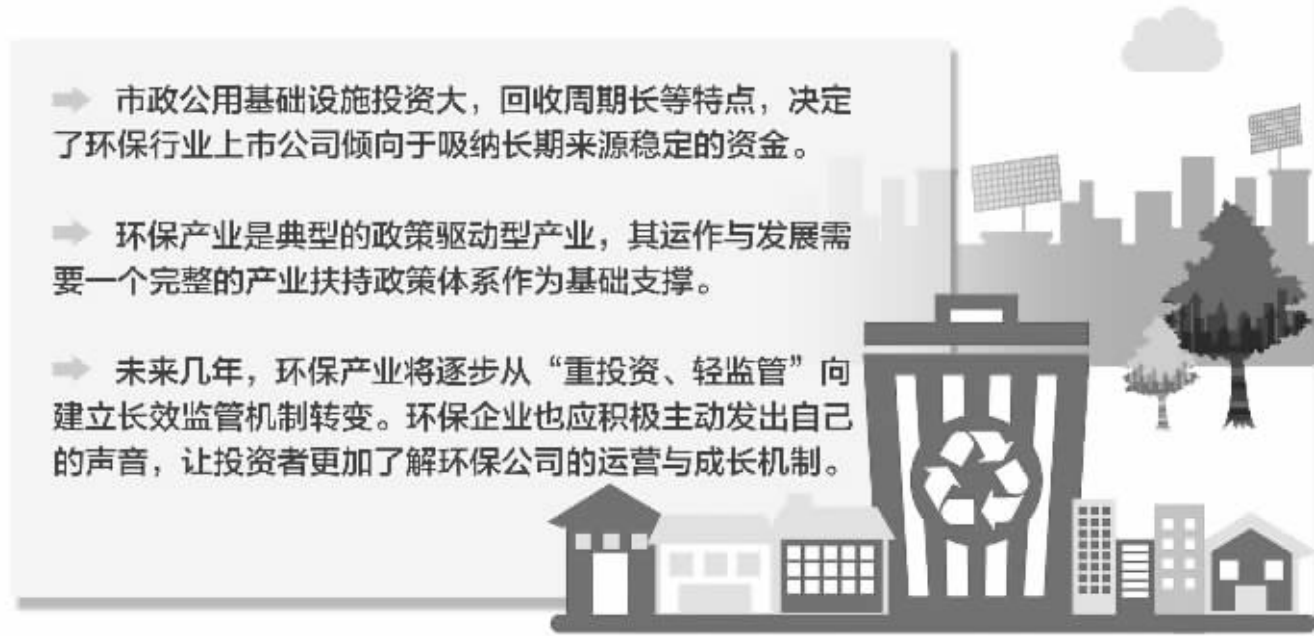 市政公用基础设施投资大，回收周期长等特点，决定
了环保行业上市公司倾向于吸纳长期来源稳定的资金。
环保产业是典型的政策驱动型产业，其运作与发展需
要一个完整的产业扶持政策体系作为基础支撑。
未来几年，环保产业将逐步从“重投资、轻监管”向
建立长效监管机制转变。环保企业也应积极主动发出自己
的声音，让投资者更加了解环保公司的运营与成长机制。